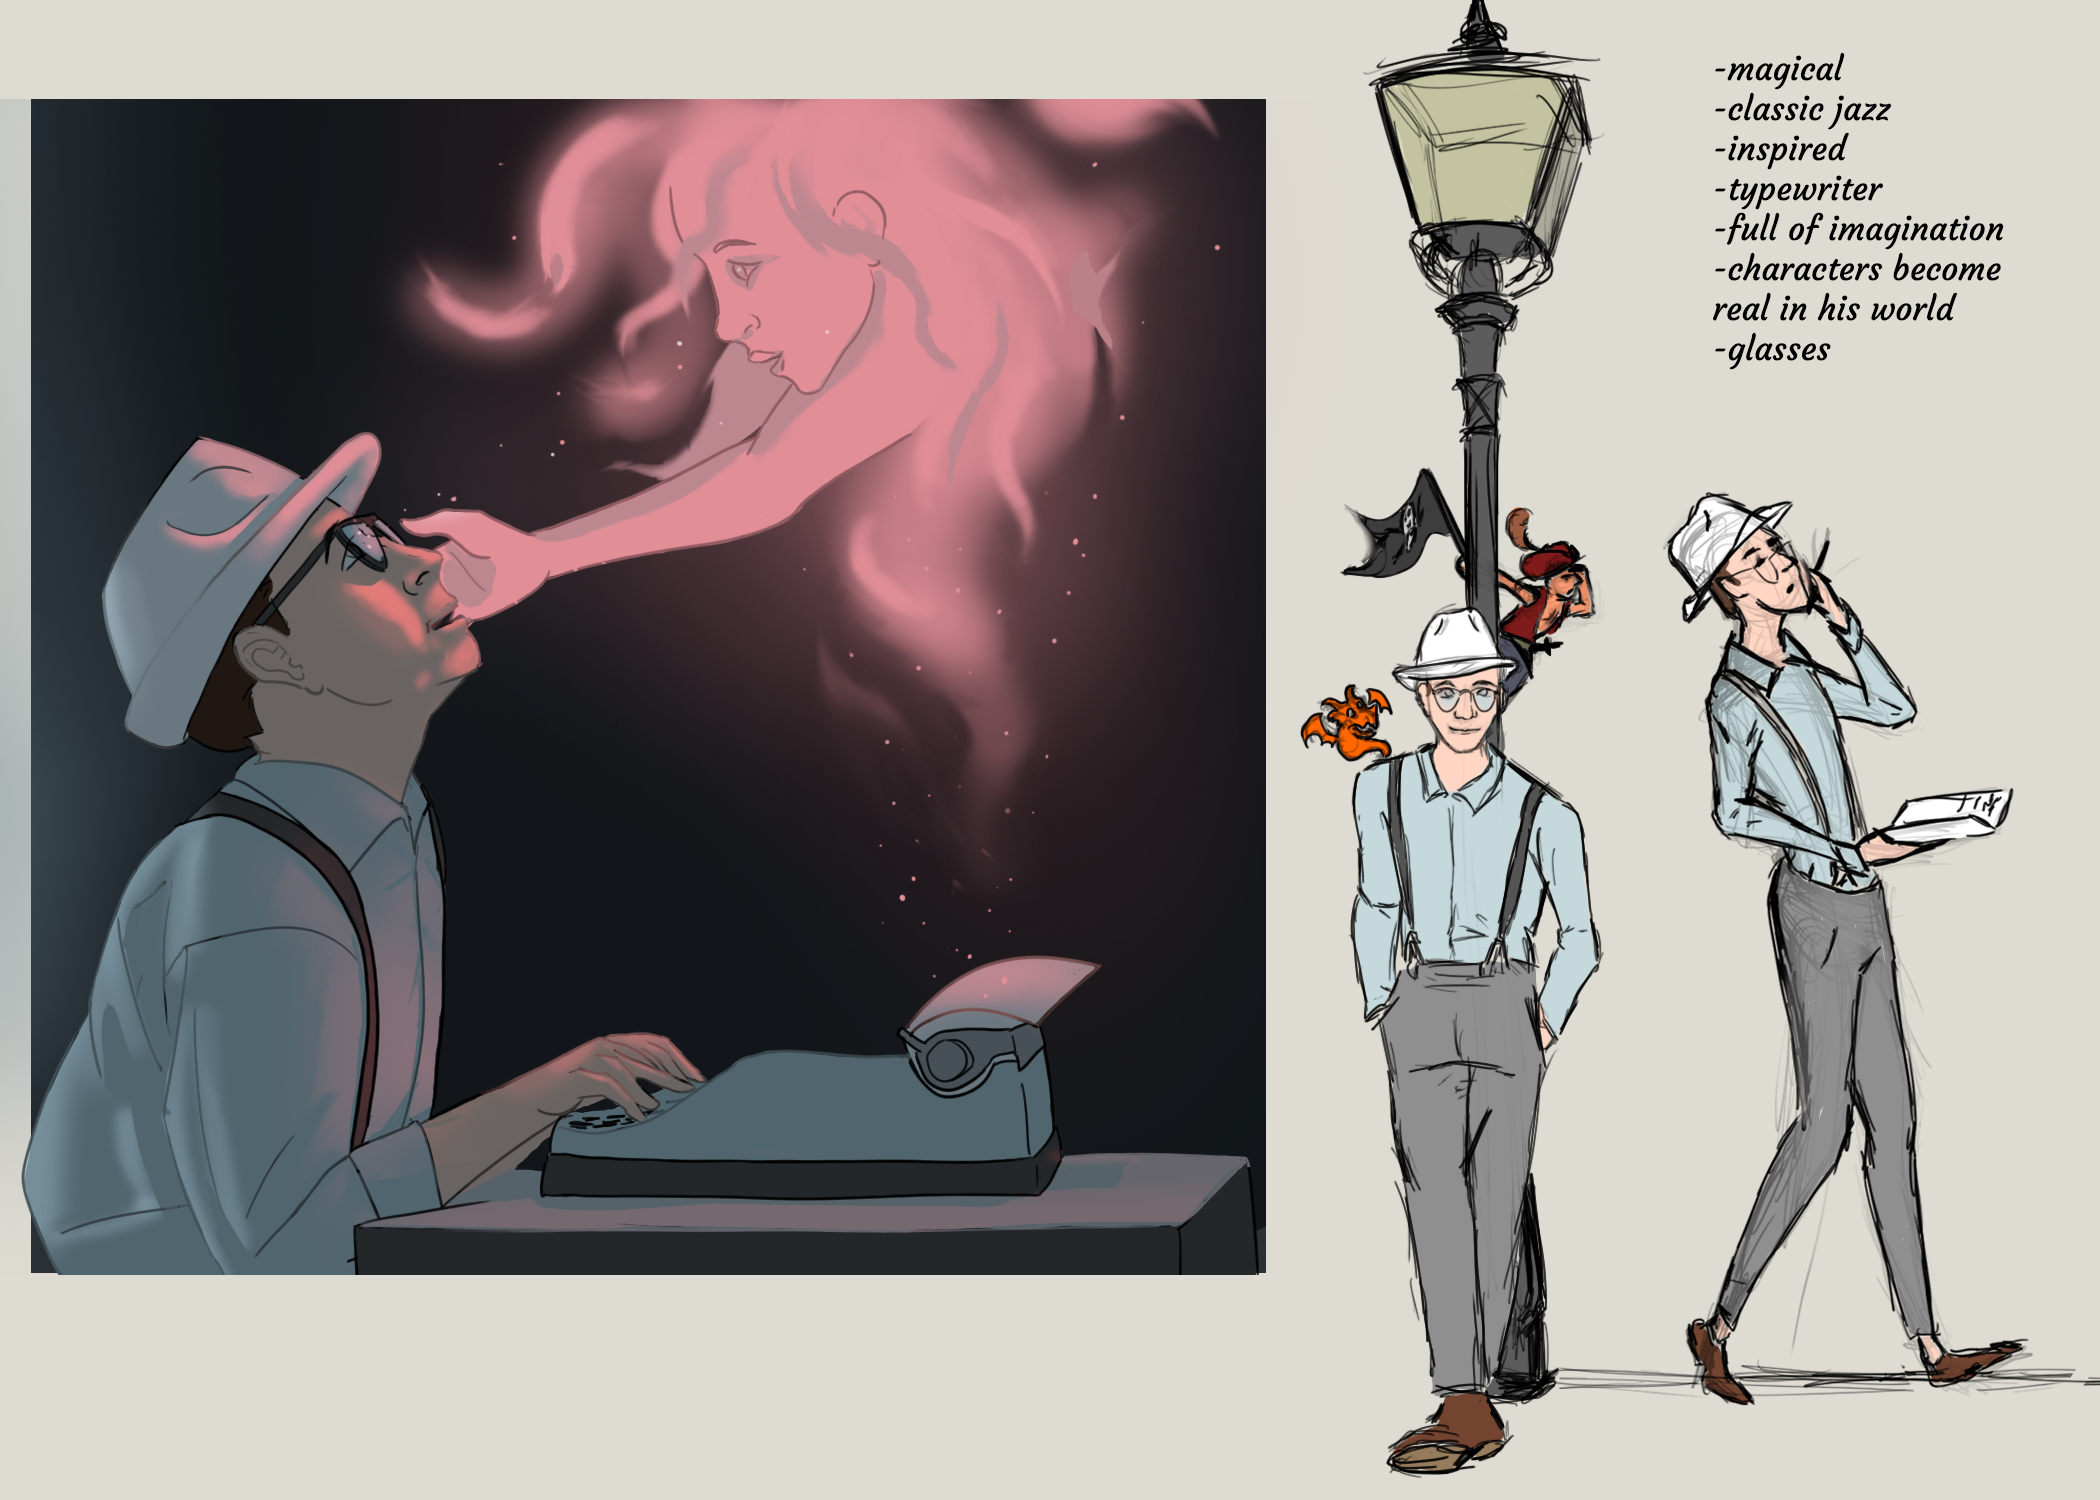 -magical
-classic jazz
-inspired
-typewriter
-full of imagination
-characters become
real in his world
-glasses